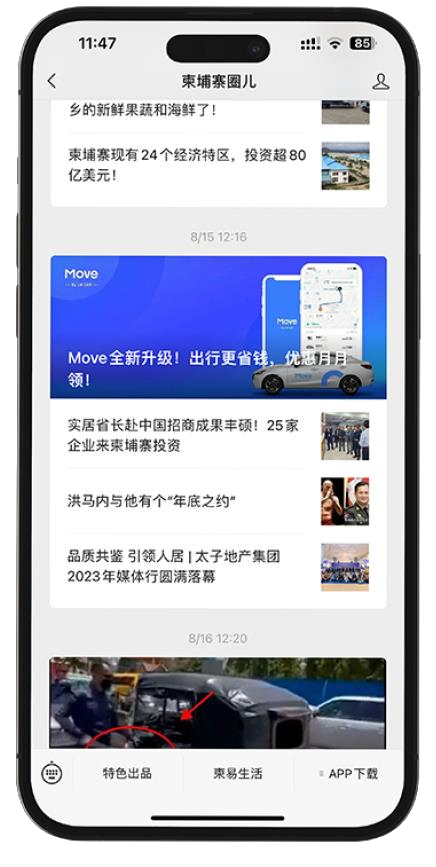 11:47
85
柬埔寨圈儿
乡的新鲜果蔬和海鲜了!
柬埔寨现有24个经济特区，投资超80
亿美元!
8/15 12:16
Move
Move
Move
Move全新升级！出行更省钱，优惠月月
领！
实居省长赴中国招商成果丰硕！25家
企业来柬埔寨投资
洪马内与他有个“年底之约”
品质共鉴 引领人居 | 太子地产集团
2023年媒体行圆满落幕
8/16 12:20
特色出品
柬易生活
APP下载